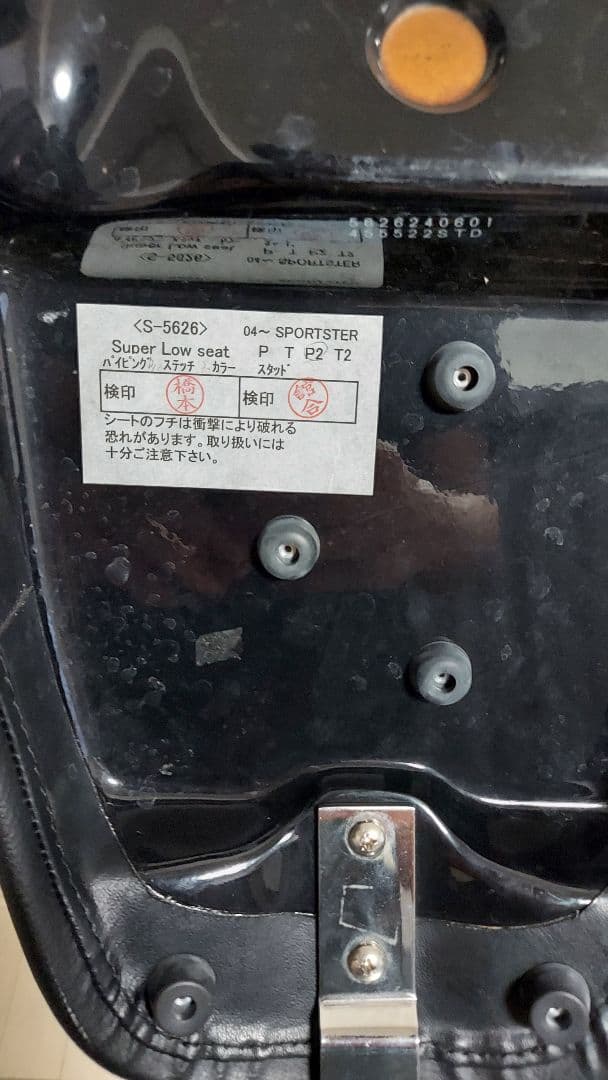 5626240601
455522STD
<S-5626> 04～ SPORTSTER
Super Low seat P T P2 T2
ﾊﾟｲﾋﾟﾝｸﾞ ｽﾃｯﾁ ｶﾗｰ ｽﾀｯﾄﾞ
検印 橋本 検印
シートのフチは衝撃により破れる
恐れがあります。取り扱いには
十分ご注意下さい。